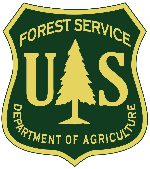 FOREST SERVICE
U S
DEPARTMENT OF AGRICULTURE